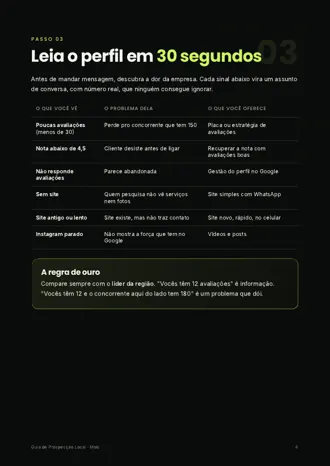 PASSO 03
Leia o perfil em 30 segundos
03
Antes de mandar mensagem, descubra a dor da empresa. Cada sinal abaixo vira um assunto
de conversa, com número real, que ninguém consegue ignorar.
O QUE VOCÊ VÊ O PROBLEMA DELA O QUE VOCÊ OFERECE
Poucas avaliações Perde pro concorrente que tem 150 Placa ou estratégia de
(menos de 30) avaliações
Nota abaixo de 4,5 Cliente desiste antes de ligar Recuperar a nota com
avaliações boas
Não responde Parece abandonada Gestão do perfil no Google
avaliações
Sem site Quem pesquisa não vê serviços Site simples com WhatsApp
nem fotos
Site antigo ou lento Site existe, mas não traz contato Site novo, rápido, no celular
Instagram parado Não mostra a força que tem no Vídeos e posts
Google
A regra de ouro
Compare sempre com o líder da região. "Vocês têm 12 avaliações" é informação.
"Vocês têm 12 e o concorrente aqui do lado tem 180" é um problema que dói.
Guia de Prospecção Local · Web